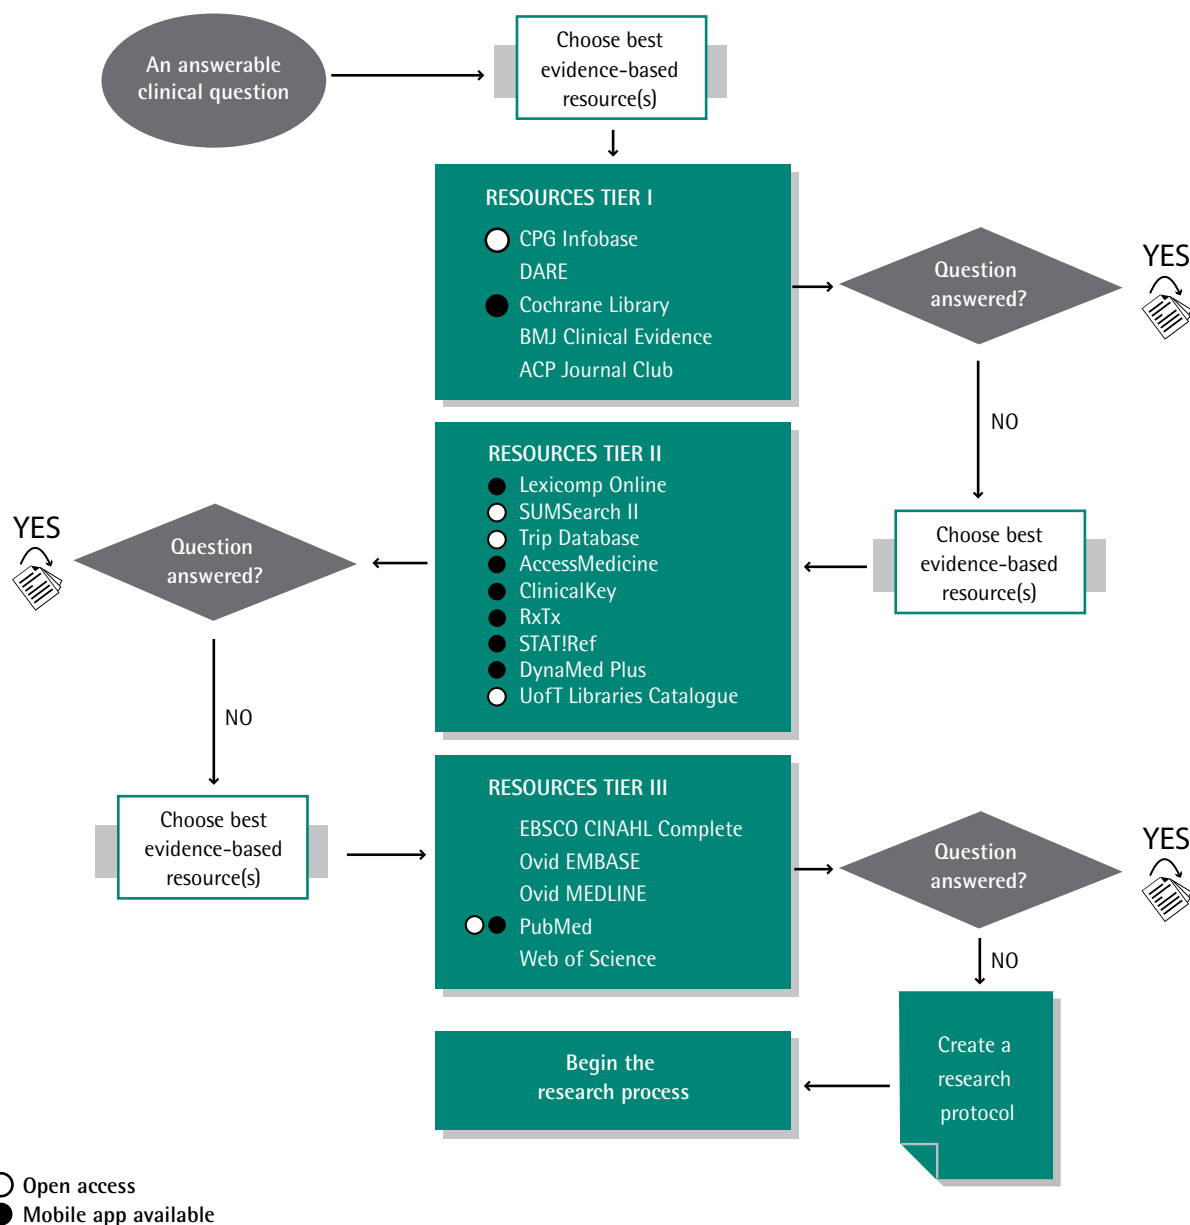 An answerable
clinical question
Choose best
evidence-based
resource(s)
RESOURCES TIER I
CPG Infobase
DARE
Cochrane Library
BMJ Clinical Evidence
ACP Journal Club
Question
answered?
YES
NO
Choose best
evidence-based
resource(s)
RESOURCES TIER II
Lexicomp Online
SUMSearch II
Trip Database
AccessMedicine
ClinicalKey
RxTx
STAT!Ref
DynaMed Plus
UofT Libraries Catalogue
Question
answered?
YES
NO
Choose best
evidence-based
resource(s)
RESOURCES TIER III
EBSCO CINAHL Complete
Ovid EMBASE
Ovid MEDLINE
PubMed
Web of Science
Question
answered?
YES
NO
Create a
research
protocol
Begin the
research process
Open access
Mobile app available